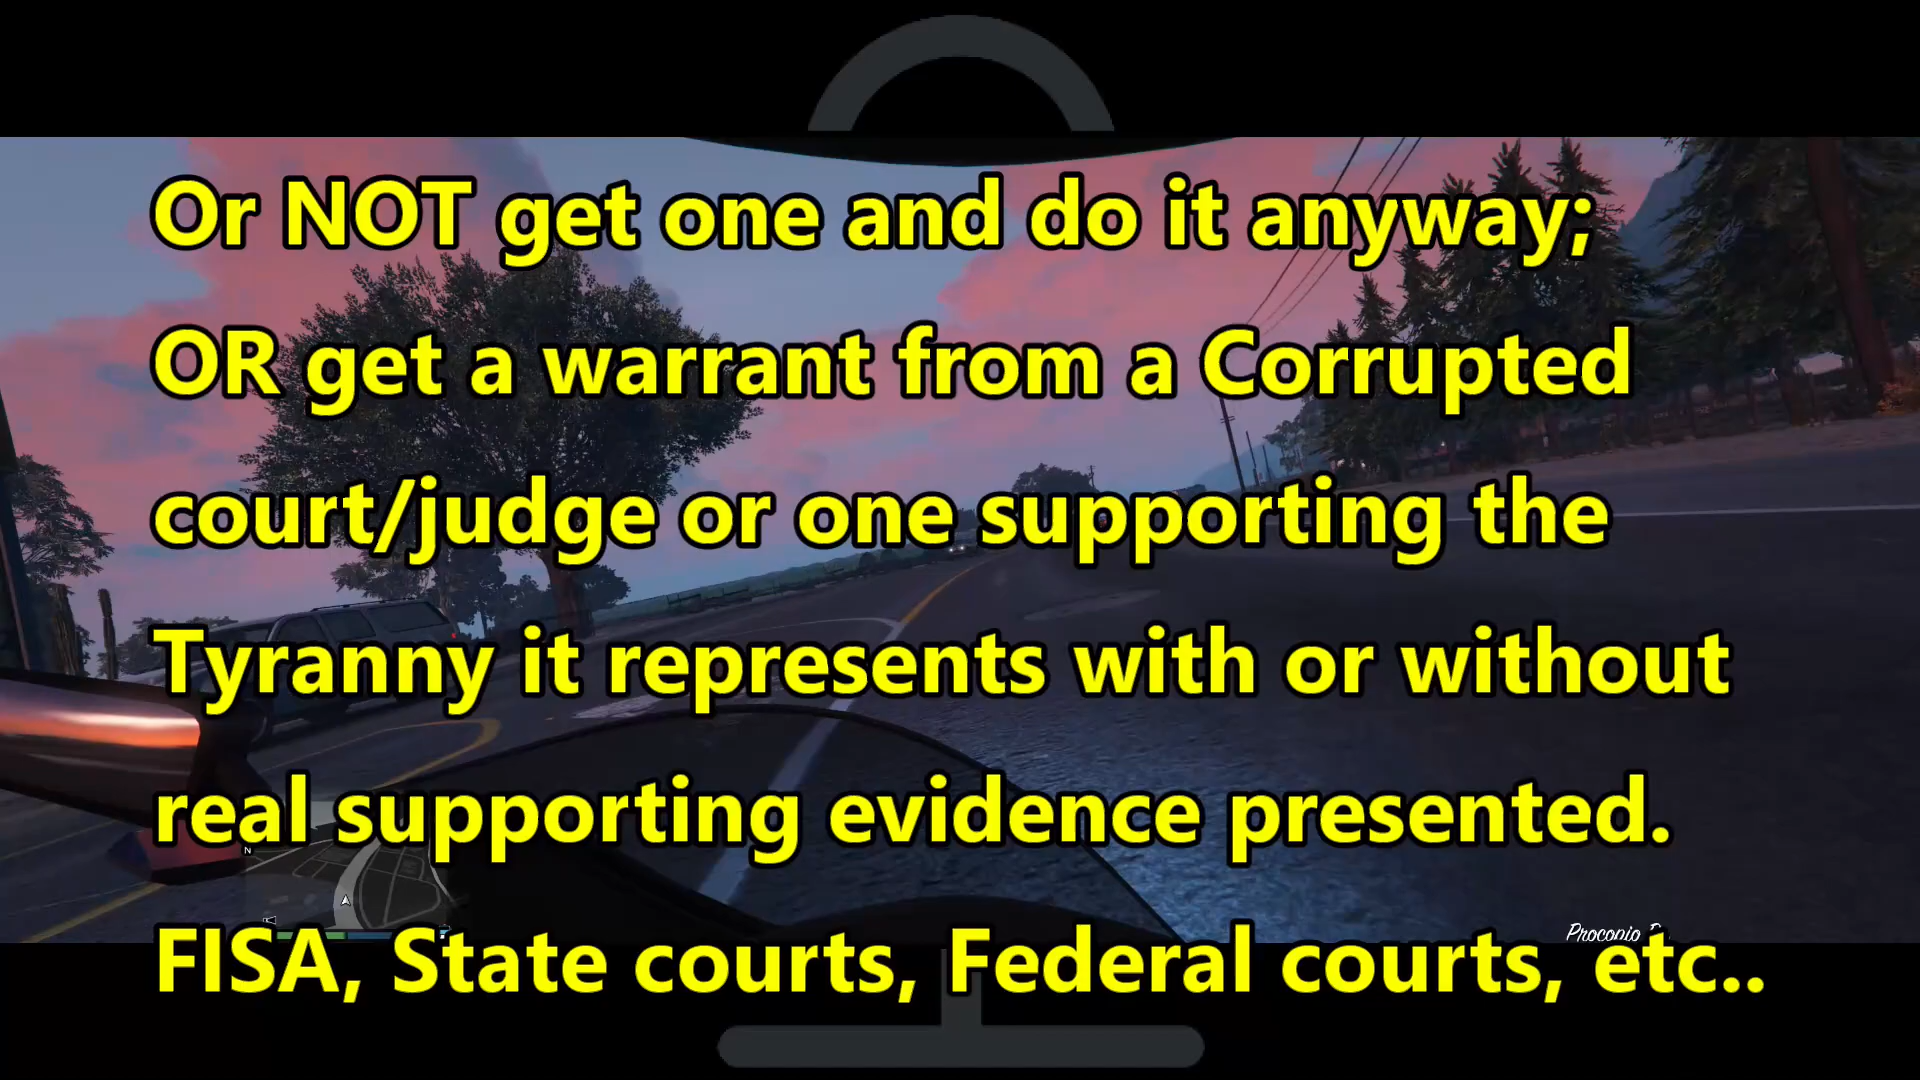 Or NOT get one and do it anyway;
OR get a warrant from a Corrupted
court/judge or one supporting the
Tyranny it represents with or without
real supporting evidence presented.
N
Procopio
FISA, State courts, Federal courts, etc..